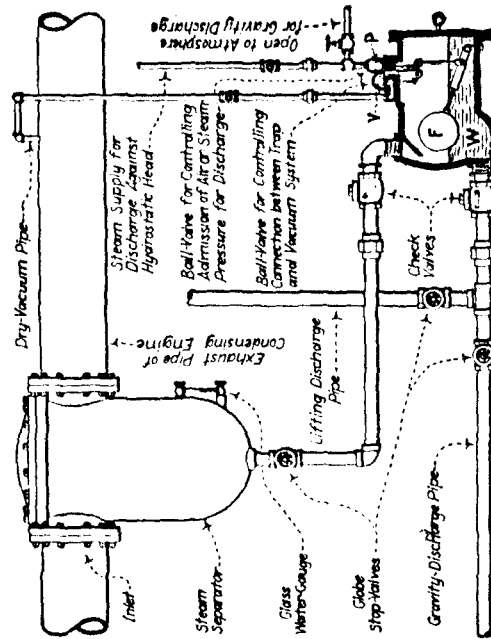 Dry-Vacuum Pipe
Exhaust Pipe of
Condensing Engine
Steam Supply for
Discharge Against
Hydrostatic Head
Ball-Valve for Controlling
Admission of Air or Steam
Pressure for Discharge
Ball-Valve for Controlling
Connection between Trap
and Vacuum System
Open to Atmosphere
for Gravity Discharge
P
V
F
W
Check
Valves
Lifting Discharge
Pipe
Inlet
Steam
Separator
Glass
Water-Gauge
Globe
Stop-Valves
Gravity-Discharge Pipe